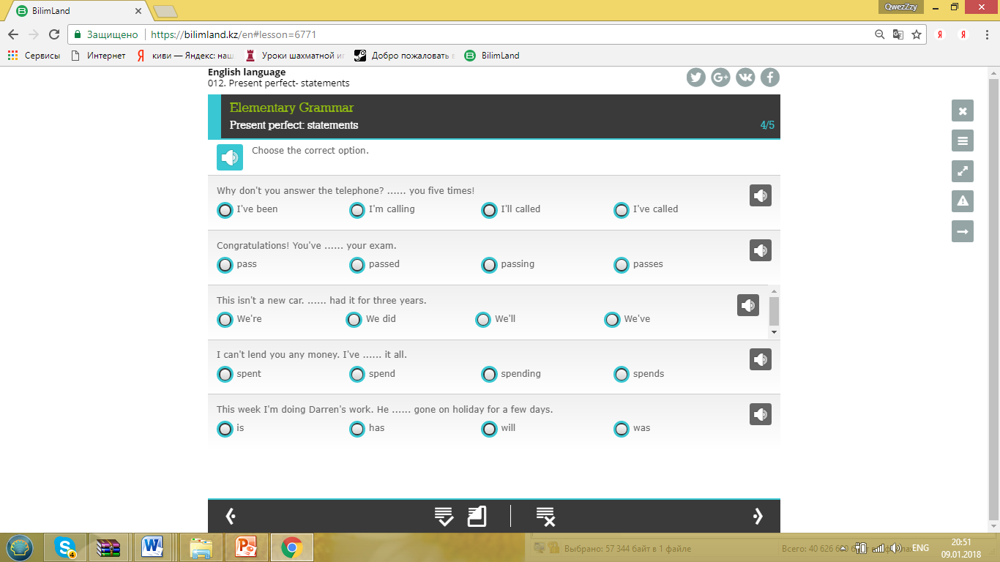 BilimLand
QwezZzy
Защищено
https://bilimland.kz/en#lesson=6771
Сервисы
Интернет
киви — Яндекс: наш
Уроки шахматной иг
Добро пожаловать в
BilimLand
English language
012. Present perfect- statements
Elementary Grammar
Present perfect: statements
4/5
Choose the correct option.
Why don't you answer the telephone? ...... you five times!
I've been
I'm calling
I'll called
I've called
Congratulations! You've ...... your exam.
pass
passed
passing
passes
This isn't a new car. ...... had it for three years.
We're
We did
We'll
We've
I can't lend you any money. I've ...... it all.
spent
spend
spending
spends
This week I'm doing Darren's work. He ...... gone on holiday for a few days.
is
has
will
was
Выбрано: 57 344 байт в 1 файле
Всего: 40 626
ENG
20:51
09.01.2018